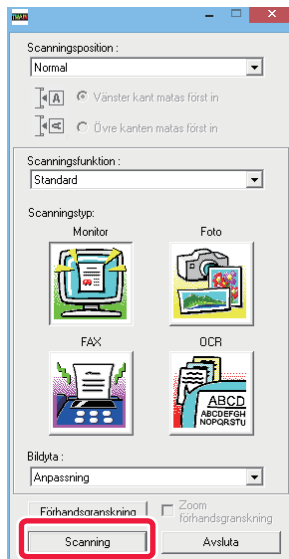 Scanningsposition :
Normal
A
Vänster kant matas först in
A
Övre kanten matas först in
Scanningsfunktion :
Standard
Scanningstyp:
Monitor
Foto
FAX
OCR
ABCD
ABCDEFGH
NOPQRSTU
Bildyta :
Anpassning
Förhandsgranskning
Zoom
förhandsgranskning
Scanning
Avsluta